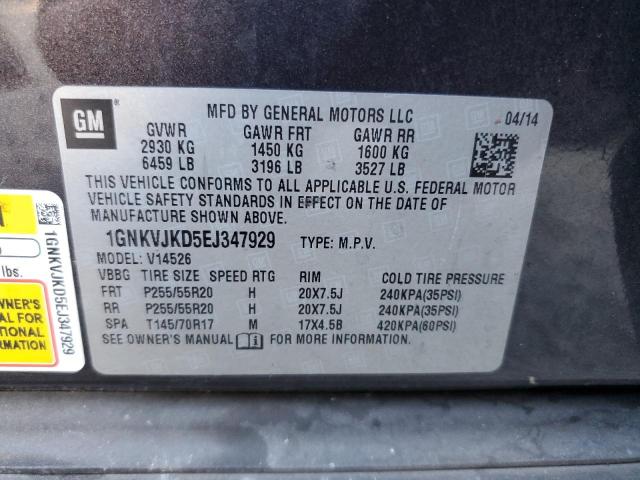 GM
MFD BY GENERAL MOTORS LLC 04/14
GVWR GAWR FRT GAWR RR
2930 KG 1450 KG 1600 KG
6459 LB 3196 LB 3527 LB
THIS VEHICLE CONFORMS TO ALL APPLICABLE U.S. FEDERAL MOTOR
VEHICLE SAFETY STANDARDS IN EFFECT ON THE DATE OF
MANUFACTURE SHOWN ABOVE.
1GNKVJKD5EJ347929 TYPE: M.P.V.
MODEL: V14526
VBBG TIRE SIZE SPEED RTG RIM COLD TIRE PRESSURE
FRT P255/55R20 H 20X7.5J 240KPA(35PSI)
RR P255/55R20 H 20X7.5J 240KPA(35PSI)
SPA T145/70R17 M 17X4.5B 420KPA(60PSI)
SEE OWNER'S MANUAL FOR MORE INFORMATION
lbs.
OWNER'S
AL FOR
TIONAL
MATION
1GNKVJKD5EJ347929